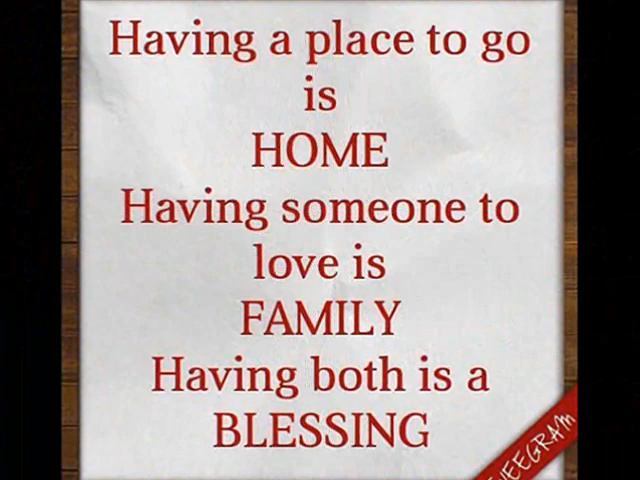 Having a place to go
is
HOME
Having someone to
love is
FAMILY
Having both is a
BLESSING